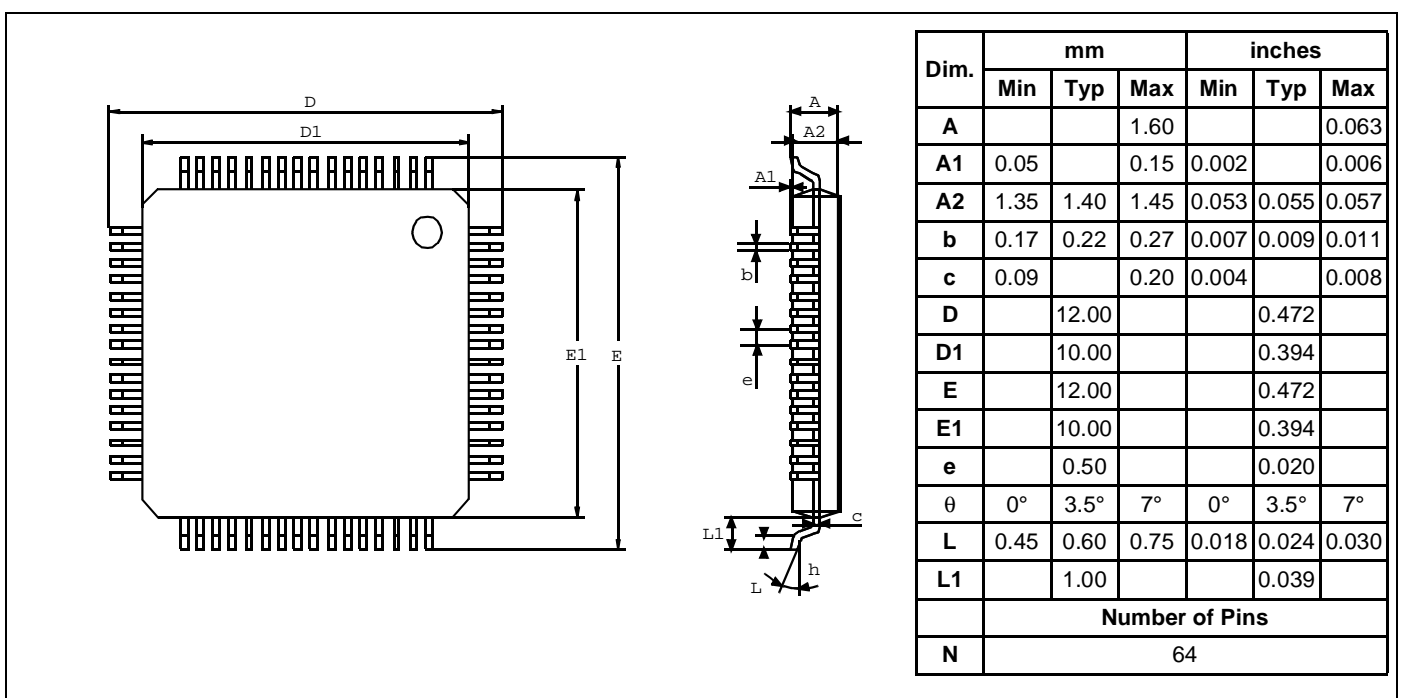 D
D1
E1
E
A
A2
A1
b
e
c
L1
h
L
Dim. mm inches
Min Typ Max Min Typ Max
A 1.60 0.063
A1 0.05 0.15 0.002 0.006
A2 1.35 1.40 1.45 0.053 0.055 0.057
b 0.17 0.22 0.27 0.007 0.009 0.011
c 0.09 0.20 0.004 0.008
D 12.00 0.472
D1 10.00 0.394
E 12.00 0.472
E1 10.00 0.394
e 0.50 0.020
θ 0° 3.5° 7° 0° 3.5° 7°
L 0.45 0.60 0.75 0.018 0.024 0.030
L1 1.00 0.039
Number of Pins
N 64